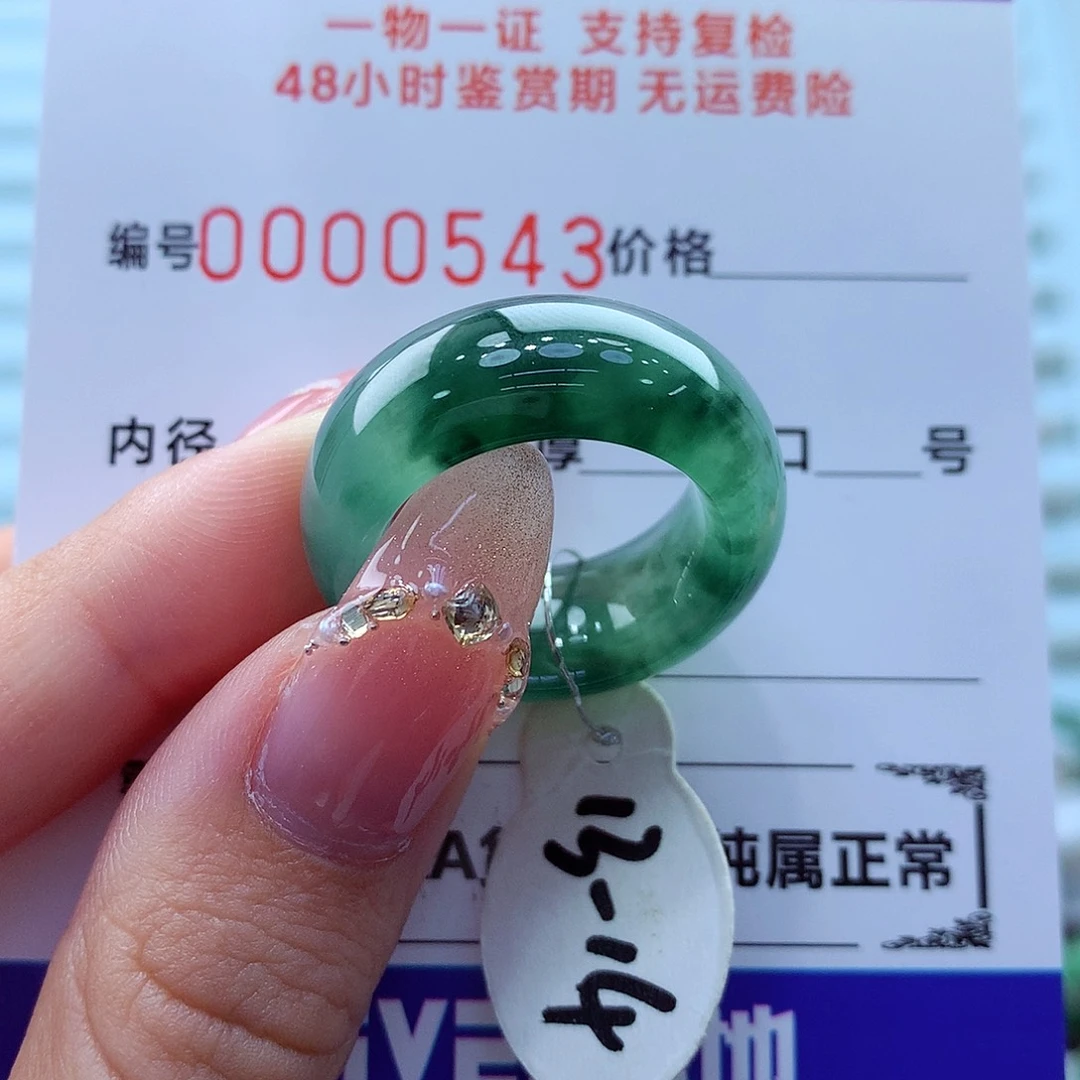 一物一证 支持复检
48小时鉴赏期 无运费险
编号0000543价格
内径 厚 口 号
A 纯属正常
13-14